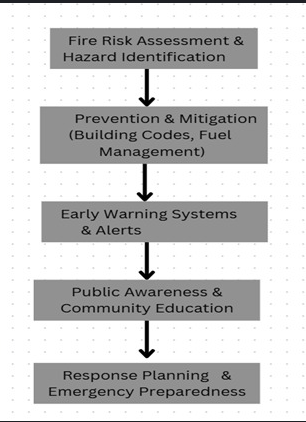 Fire Risk Assessment &
Hazard Identification
Prevention & Mitigation
(Building Codes, Fuel
Management)
Early Warning Systems
& Alerts
Public Awareness &
Community Education
Response Planning &
Emergency Preparedness